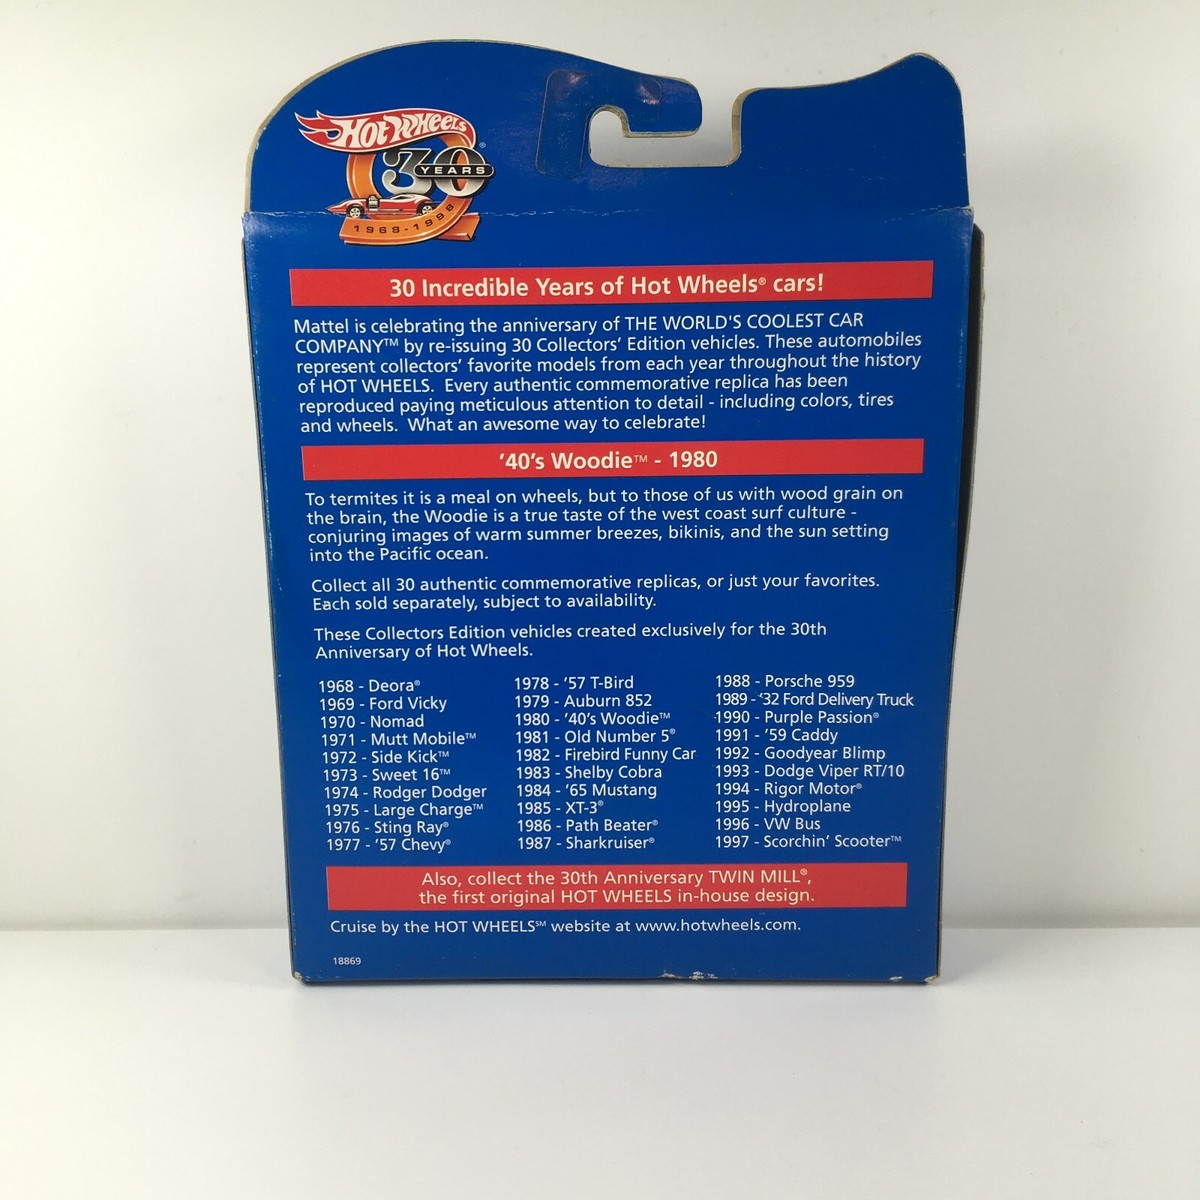 Hot Wheels®
30
YEARS
1968-1998
30 Incredible Years of Hot Wheels® cars!
Mattel is celebrating the anniversary of THE WORLD'S COOLEST CAR
COMPANY™ by re-issuing 30 Collectors' Edition vehicles. These automobiles
represent collectors' favorite models from each year throughout the history
of HOT WHEELS. Every authentic commemorative replica has been
reproduced paying meticulous attention to detail - including colors, tires
and wheels. What an awesome way to celebrate!
'40's Woodie™ - 1980
To termites it is a meal on wheels, but to those of us with wood grain on
the brain, the Woodie is a true taste of the west coast surf culture -
conjuring images of warm summer breezes, bikinis, and the sun setting
into the Pacific ocean.
Collect all 30 authentic commemorative replicas, or just your favorites.
Each sold separately, subject to availability.
These Collectors Edition vehicles created exclusively for the 30th
Anniversary of Hot Wheels.
1968 - Deora®
1969 - Ford Vicky
1970 - Nomad
1971 - Mutt Mobile™
1972 - Side Kick™
1973 - Sweet 16™
1974 - Rodger Dodger
1975 - Large Charge™
1976 - Sting Ray®
1977 - '57 Chevy®
1978 - '57 T-Bird
1979 - Auburn 852
1980 - '40's Woodie™
1981 - Old Number 5®
1982 - Firebird Funny Car
1983 - Shelby Cobra
1984 - '65 Mustang
1985 - XT-3®
1986 - Path Beater®
1987 - Sharkruiser®
1988 - Porsche 959
1989 - '32 Ford Delivery Truck
1990 - Purple Passion®
1991 - '59 Caddy
1992 - Goodyear Blimp
1993 - Dodge Viper RT/10
1994 - Rigor Motor®
1995 - Hydroplane
1996 - VW Bus
1997 - Scorchin' Scooter™
Also, collect the 30th Anniversary TWIN MILL®,
the first original HOT WHEELS in-house design.
Cruise by the HOT WHEELS℠ website at www.hotwheels.com.
18869